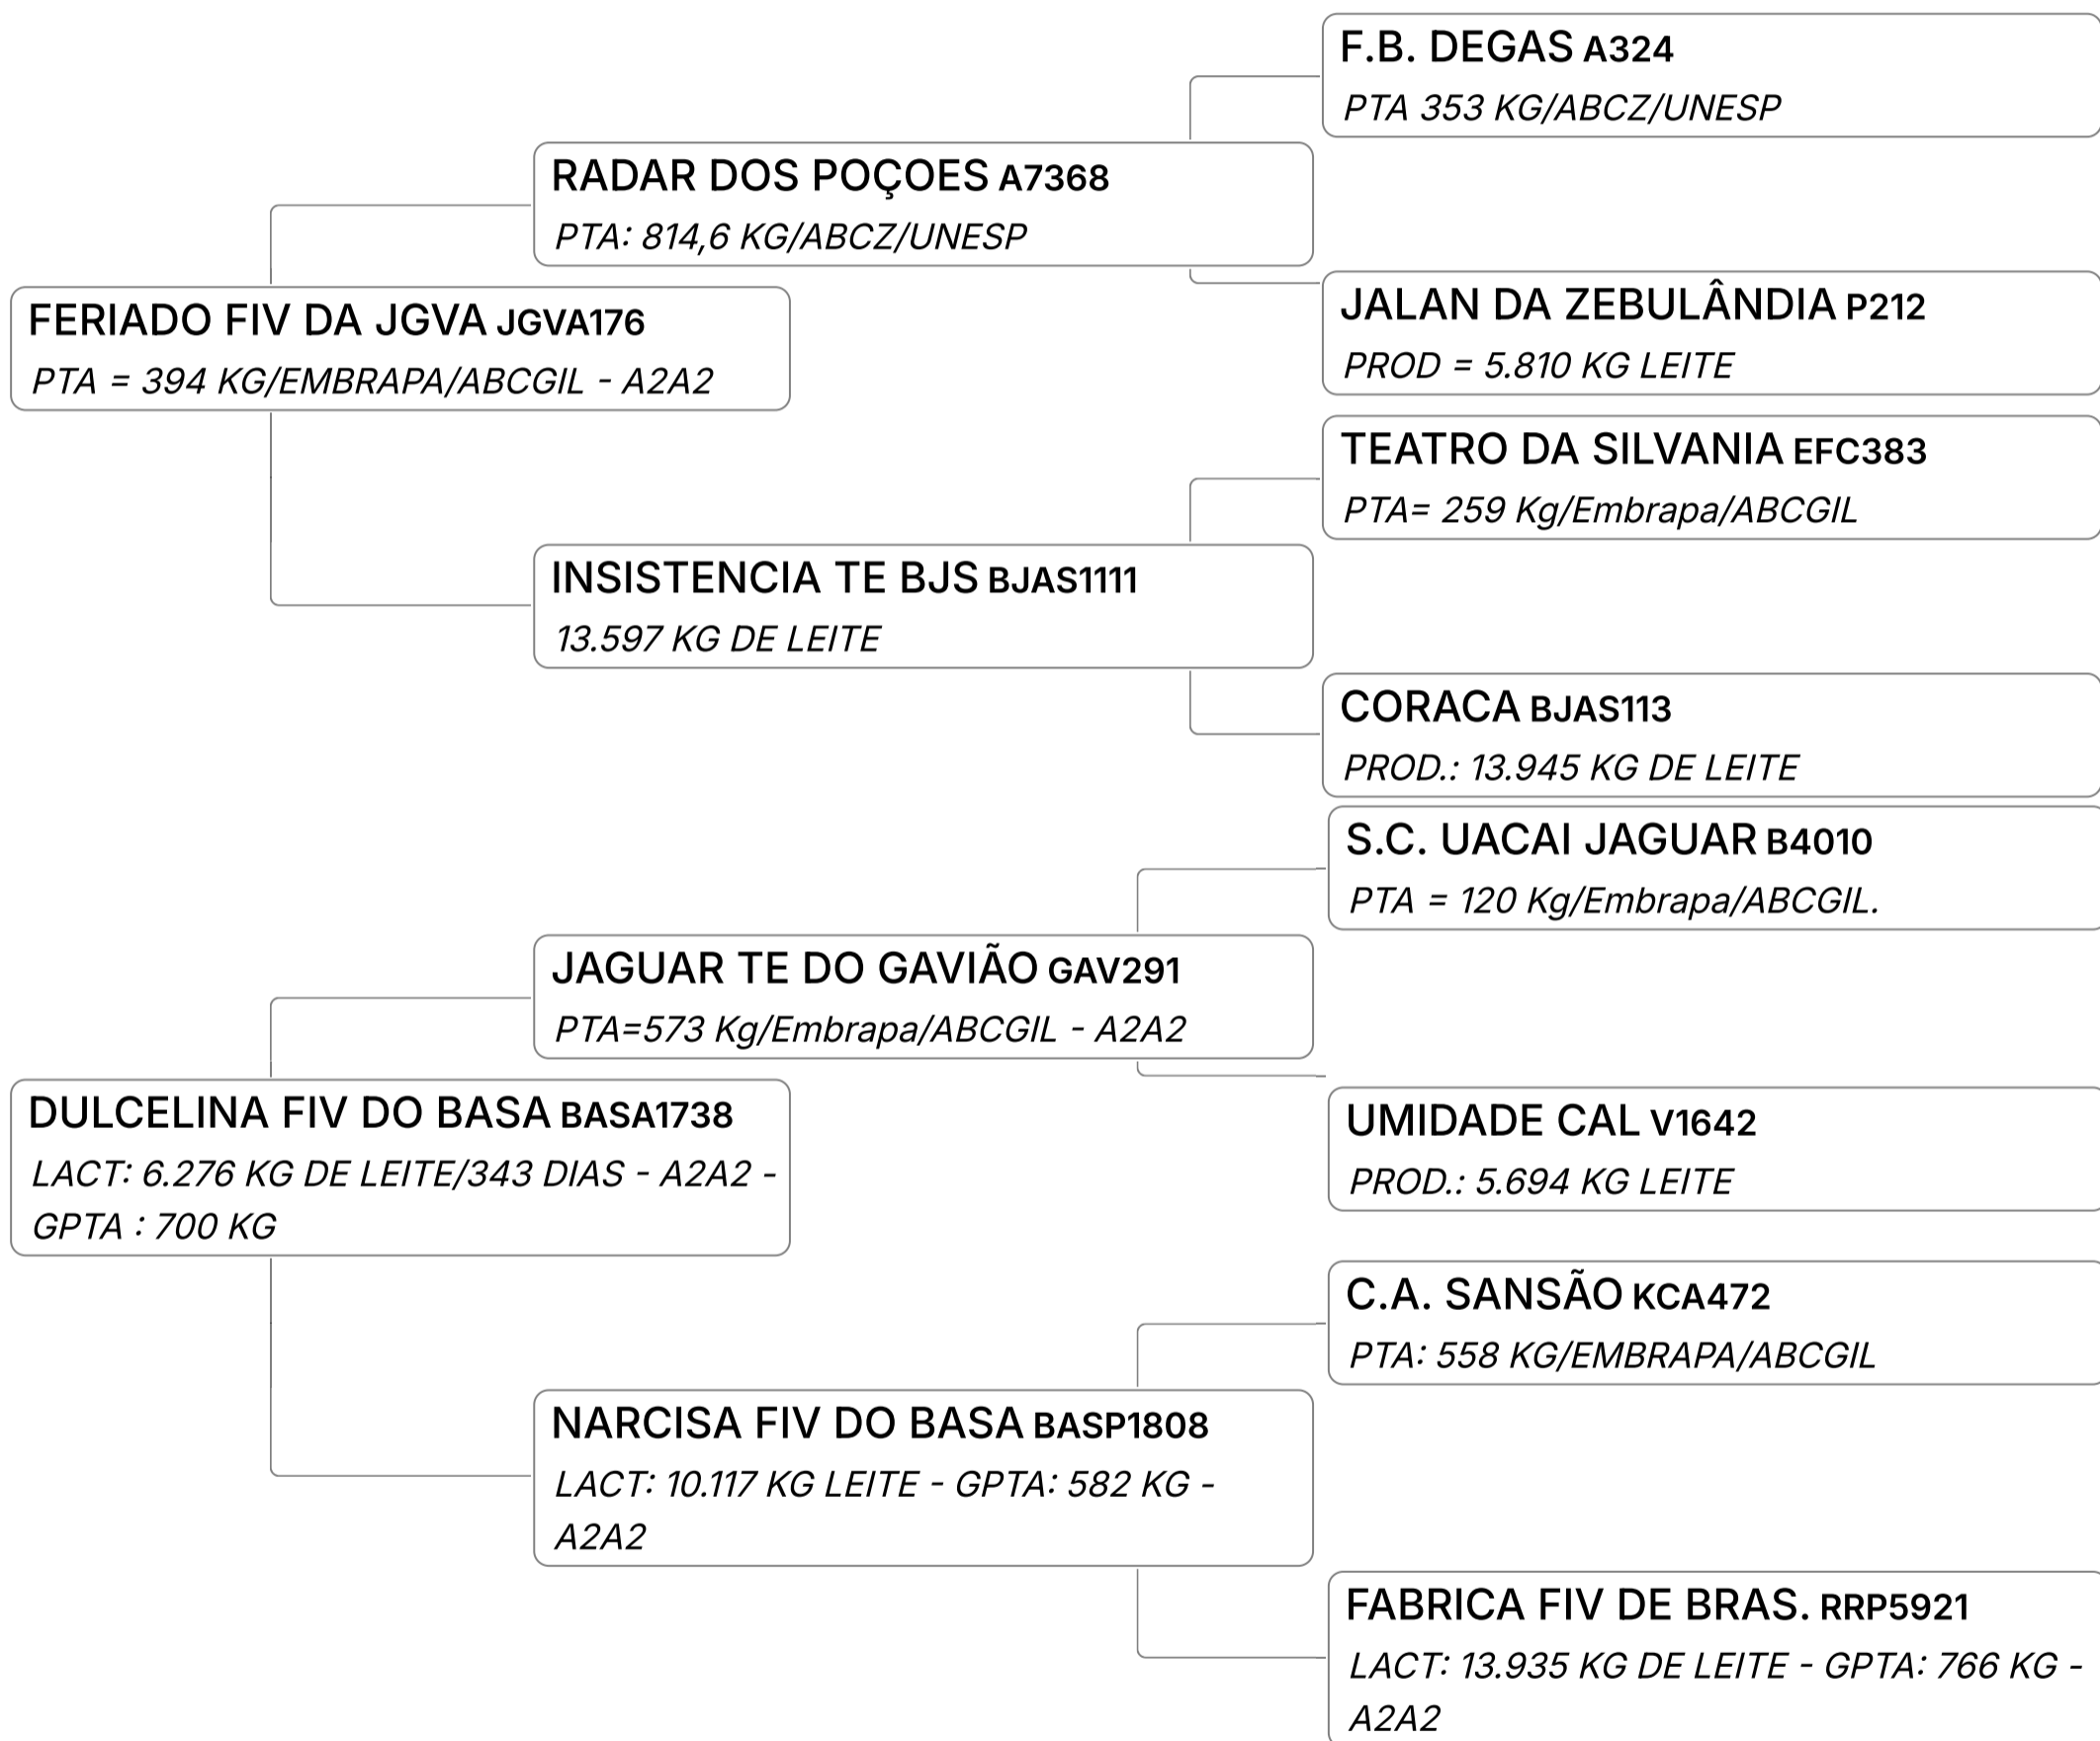 F.B. DEGAS A324
PTA 353 KG/ABCZ/UNESP
RADAR DOS POÇOES A7368
PTA: 814,6 KG/ABCZ/UNESP
JALAN DA ZEBULÂNDIA P212
PROD = 5.810 KG LEITE
FERIADO FIV DA JGVA JGVA176
PTA = 394 KG/EMBRAPA/ABCGIL - A2A2
TEATRO DA SILVANIA EFC383
PTA= 259 Kg/Embrapa/ABCGIL
INSISTENCIA TE BJS BJAS1111
13.597 KG DE LEITE
CORACA BJAS113
PROD.: 13.945 KG DE LEITE
S.C. UACAI JAGUAR B4010
PTA = 120 Kg/Embrapa/ABCGIL.
JAGUAR TE DO GAVIÃO GAV291
PTA=573 Kg/Embrapa/ABCGIL - A2A2
UMIDADE CAL V1642
PROD.: 5.694 KG LEITE
DULCELINA FIV DO BASA BASA1738
LACT: 6.276 KG DE LEITE/343 DIAS - A2A2 -
GPTA : 700 KG
C.A. SANSÃO KCA472
PTA: 558 KG/EMBRAPA/ABCGIL
NARCISA FIV DO BASA BASP1808
LACT: 10.117 KG LEITE - GPTA: 582 KG -
A2A2
FABRICA FIV DE BRAS. RRP5921
LACT: 13.935 KG DE LEITE - GPTA: 766 KG -
A2A2